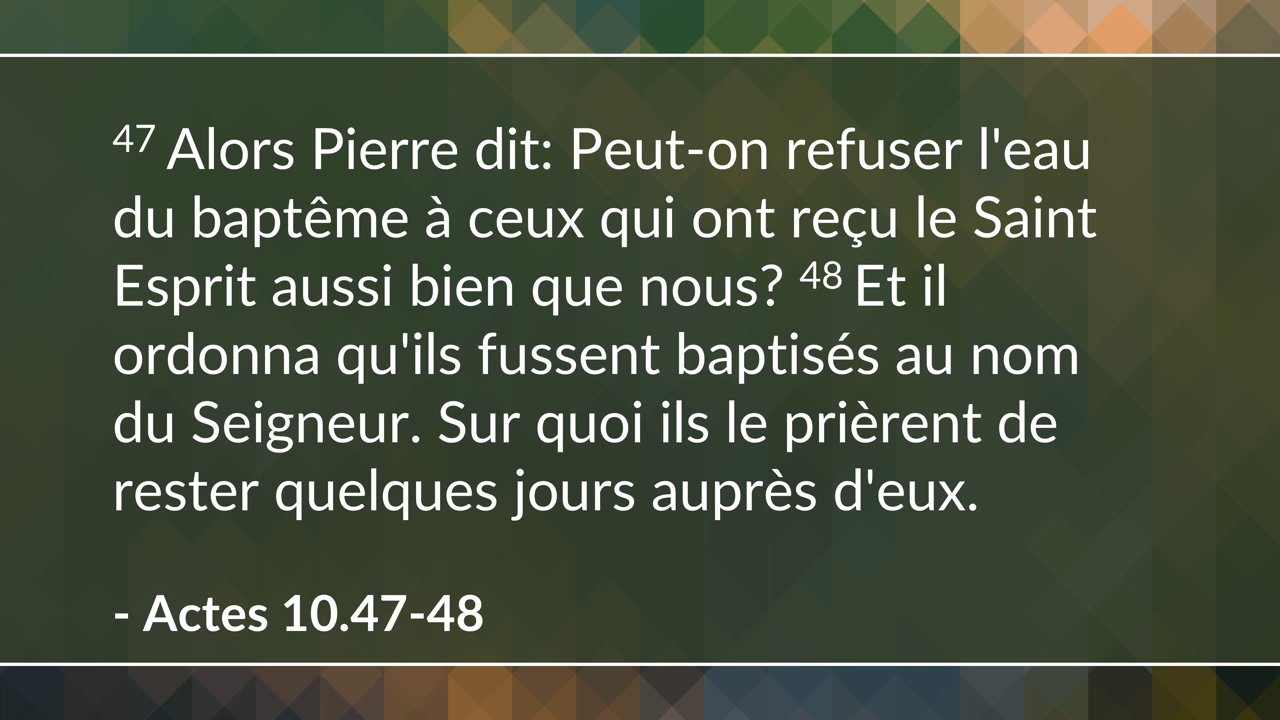 47 Alors Pierre dit: Peut-on refuser l'eau
du baptême à ceux qui ont reçu le Saint
Esprit aussi bien que nous? 48 Et il
ordonna qu'ils fussent baptisés au nom
du Seigneur. Sur quoi ils le prièrent de
rester quelques jours auprès d'eux.
- Actes 10.47-48